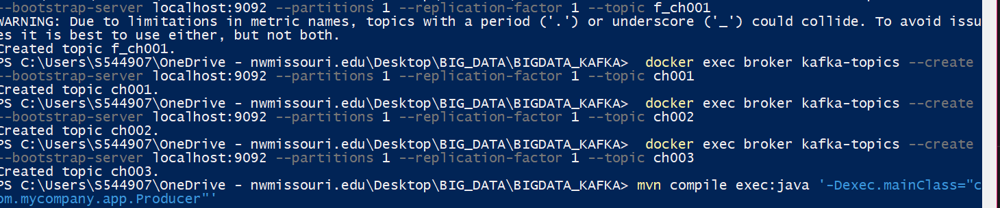 --bootstrap-server localhost:9092 --partitions 1 --replication-factor 1 --topic f_ch001
WARNING: Due to limitations in metric names, topics with a period ('.') or underscore ('_') could collide. To avoid issu
es it is best to use either, but not both.
Created topic f_ch001.
PS C:\Users\S544907\OneDrive - nwmissouri.edu\Desktop\BIG_DATA\BIGDATA_KAFKA>  docker exec broker kafka-topics --create
--bootstrap-server localhost:9092 --partitions 1 --replication-factor 1 --topic ch001
Created topic ch001.
PS C:\Users\S544907\OneDrive - nwmissouri.edu\Desktop\BIG_DATA\BIGDATA_KAFKA>  docker exec broker kafka-topics --create
--bootstrap-server localhost:9092 --partitions 1 --replication-factor 1 --topic ch002
Created topic ch002.
PS C:\Users\S544907\OneDrive - nwmissouri.edu\Desktop\BIG_DATA\BIGDATA_KAFKA>  docker exec broker kafka-topics --create
--bootstrap-server localhost:9092 --partitions 1 --replication-factor 1 --topic ch003
Created topic ch003.
PS C:\Users\S544907\OneDrive - nwmissouri.edu\Desktop\BIG_DATA\BIGDATA_KAFKA> mvn compile exec:java '-Dexec.mainClass="c
om.mycompany.app.Producer"'